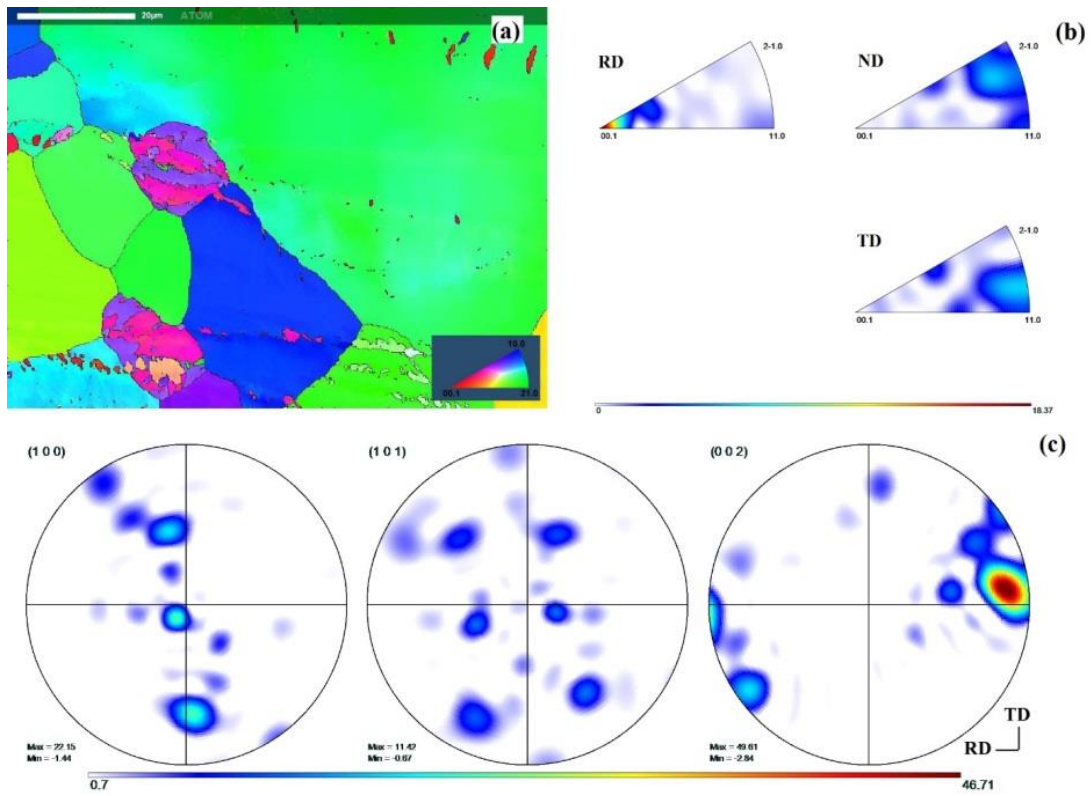 20µm
ATOM
(a)
10.0
00.1
21.0
(b)
RD
2-1.0
00.1
11.0
ND
2-1.0
00.1
11.0
TD
2-1.0
00.1
11.0
0
18.37
(c)
(1 0 0)
Max = 22.15
Min = -1.44
(1 0 1)
Max = 11.42
Min = -0.67
(0 0 2)
Max = 49.61
Min = -2.84
TD
RD
0.7
46.71